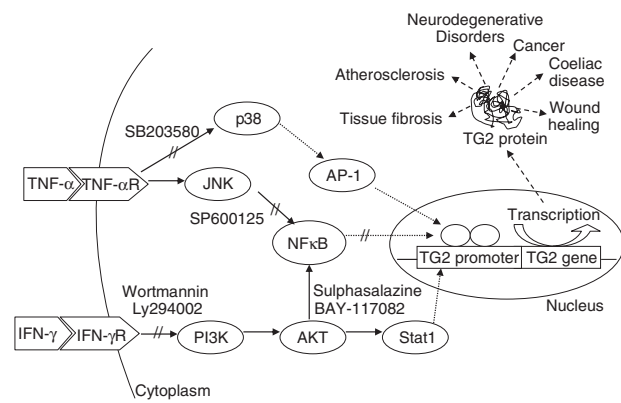 Neurodegenerative
Disorders
Cancer
Atherosclerosis
Coeliac
disease
Tissue fibrosis
Wound
healing
TG2 protein
SB203580
p38
TNF-α
TNF-αR
JNK
AP-1
SP600125
NFκB
Transcription
TG2 promoter
TG2 gene
Nucleus
Wortmannin
Ly294002
Sulphasalazine
BAY-117082
IFN-γ
IFN-γR
PI3K
AKT
Stat1
Cytoplasm